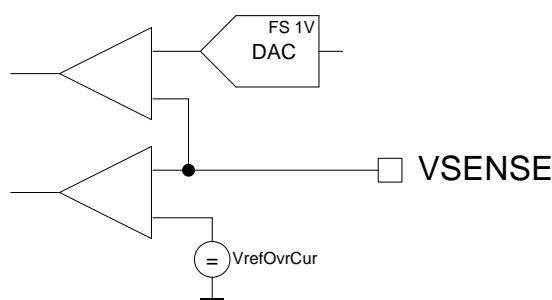 FS 1V
DAC
VSENSE
=
VrefOvrCur